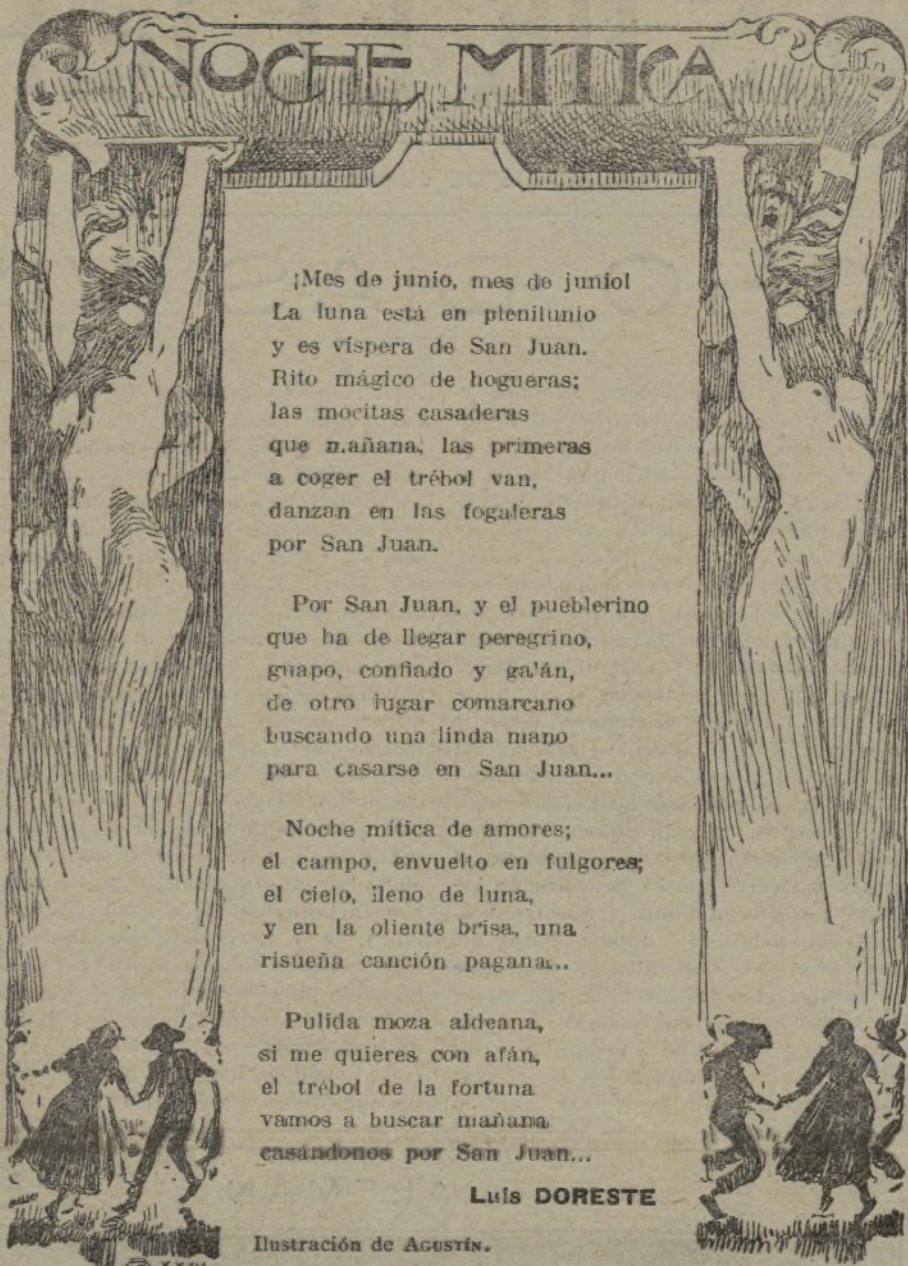 NOCHE MITICA
¡Mes de junio, mes de junio!
La luna está en plenilunio
y es víspera de San Juan.
Rito mágico de hogueras;
las mocitas casaderas
que mañana, las primeras
a coger el trébol van,
danzan en las fogaleras
por San Juan.
Por San Juan, y el pueblerino
que ha de llegar peregrino,
guapo, confiado y galán,
de otro lugar comarcano
buscando una linda mano
para casarse en San Juan...
Noche mítica de amores;
el campo, envuelto en fulgores;
el cielo, lleno de luna,
y en la oliente brisa, una
risueña canción pagana...
Pulida moza aldeana,
si me quieres con afán,
el trébol de la fortuna
vamos a buscar mañana
casándonos por San Juan...
Luis DORESTE
Ilustración de AGUSTÍN.